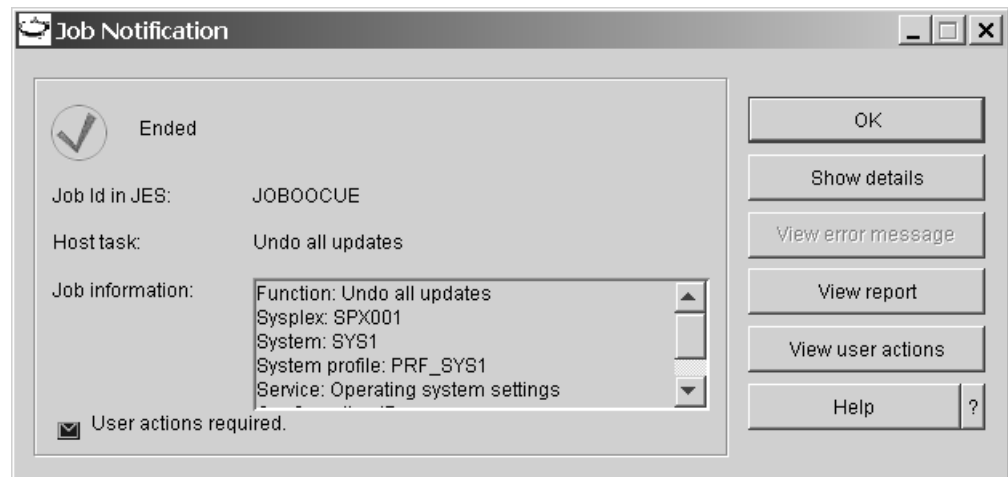 Job Notification
Ended
Job Id in JES: JOBOOCUE
Host task: Undo all updates
Job information:
Function: Undo all updates
Sysplex: SPX001
System: SYS1
System profile: PRF_SYS1
Service: Operating system settings
User actions required.
OK
Show details
View error message
View report
View user actions
Help ?